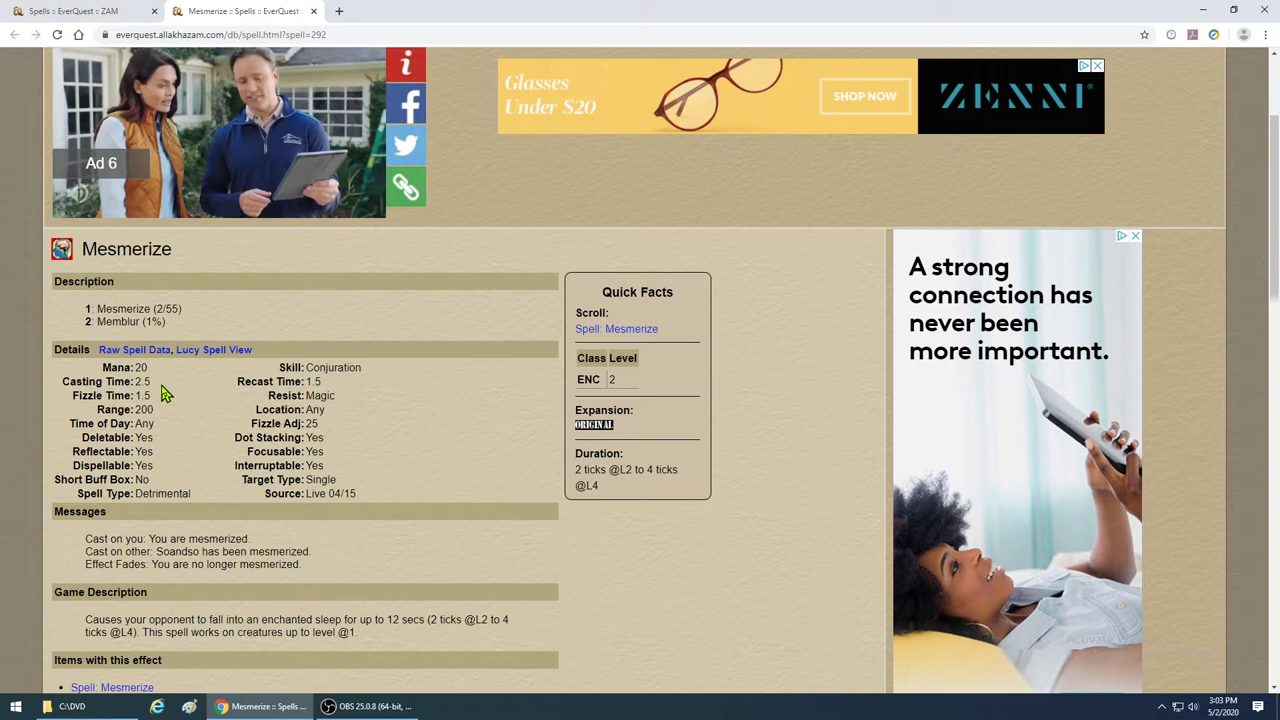 Spells :: EverQuest :: ZAM
Mesmerize :: Spells :: EverQuest ::
everquest.allakhazam.com/db/spell.html?spell=292
Ad 6
Glasses
Under $20
SHOP NOW
ZENNI
Mesmerize
Description
1: Mesmerize (2/55)
2: Memblur (1%)
Details Raw Spell Data, Lucy Spell View
Mana: 20 Skill: Conjuration
Casting Time: 2.5 Recast Time: 1.5
Fizzle Time: 1.5 Resist: Magic
Range: 200 Location: Any
Time of Day: Any Fizzle Adj: 25
Deletable: Yes Dot Stacking: Yes
Reflectable: Yes Focusable: Yes
Dispellable: Yes Interruptable: Yes
Short Buff Box: No Target Type: Single
Spell Type: Detrimental Source: Live 04/15
Messages
Cast on you: You are mesmerized.
Cast on other: Soandso has been mesmerized.
Effect Fades: You are no longer mesmerized.
Game Description
Causes your opponent to fall into an enchanted sleep for up to 12 secs (2 ticks @L2 to 4
ticks @L4). This spell works on creatures up to level @1.
Items with this effect
• Spell: Mesmerize
Quick Facts
Scroll:
Spell: Mesmerize
Class Level
ENC 2
Expansion:
ORIGINAL
Duration:
2 ticks @L2 to 4 ticks
@L4
A strong
connection has
never been
more important.
Activate
C:\DVD
Mesmerize :: Spells ...
OBS 25.0.8 (64-bit, ...
3:03 PM
5/2/2020